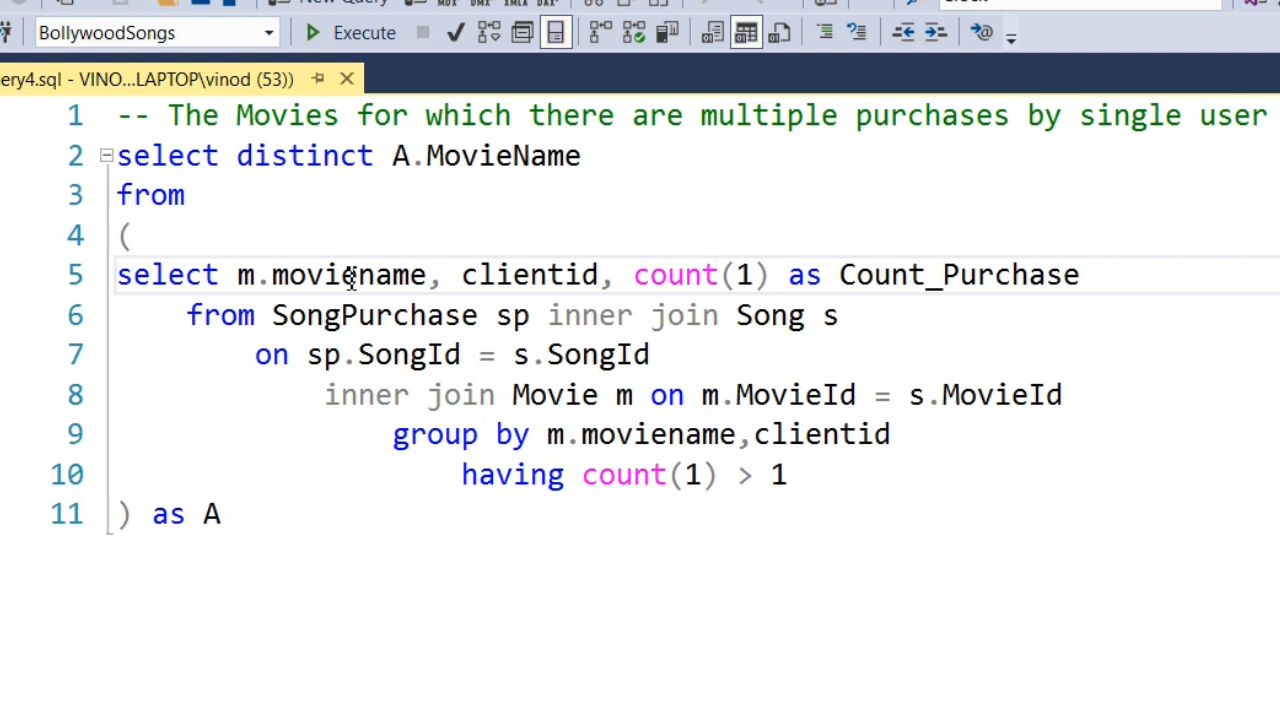 New Query
BollywoodSongs
Execute
ery4.sql - VINO...LAPTOP\vinod (53))
1 -- The Movies for which there are multiple purchases by single user
2 select distinct A.MovieName
3 from
4 (
5 select m.moviename, clientid, count(1) as Count_Purchase
6 from SongPurchase sp inner join Song s
7 on sp.SongId = s.SongId
8 inner join Movie m on m.MovieId = s.MovieId
9 group by m.moviename,clientid
10 having count(1) > 1
11 ) as A